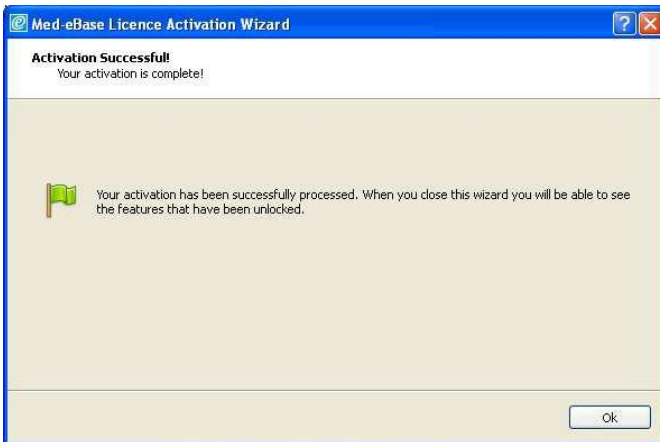 Med-eBase Licence Activation Wizard
Activation Successful!
Your activation is complete!
Your activation has been successfully processed. When you close this wizard you will be able to see
the features that have been unlocked.
Ok